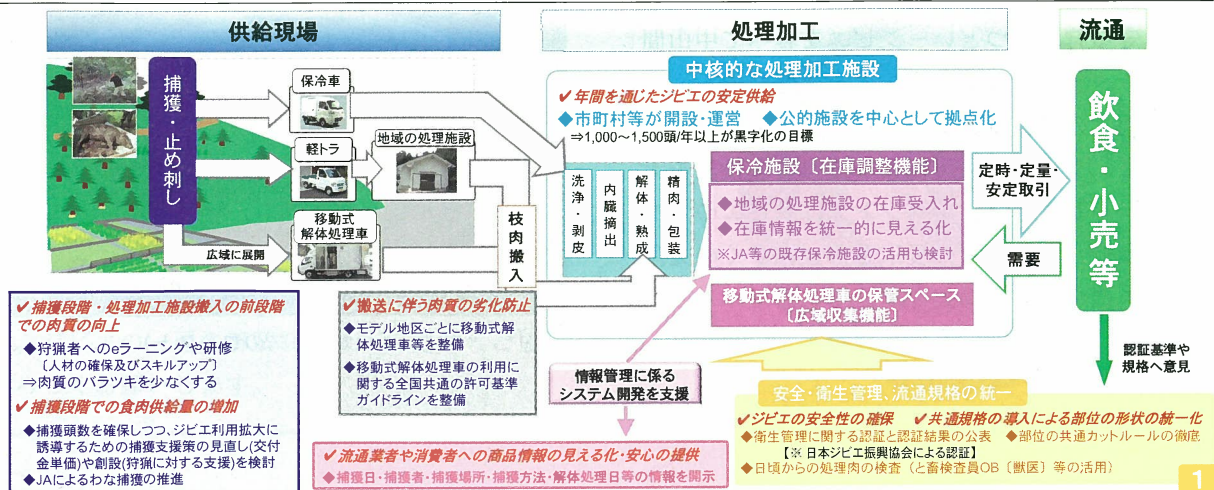 供給現場
処理加工
流通
捕獲・止め刺し
保冷車
軽トラ
地域の処理施設
移動式
解体処理車
広域に展開
枝肉搬入
中核的な処理加工施設
✓年間を通じたジビエの安定供給
◆市町村等が開設・運営 ◆公的施設を中心として拠点化
⇒1,000～1,500頭/年以上が黒字化の目標
洗浄・剥皮
内臓摘出
解体・熟成
精肉・包装
保冷施設〔在庫調整機能〕
◆地域の処理施設の在庫受入れ
◆在庫情報を統一的に見える化
※JA等の既存保冷施設の活用も検討
移動式解体処理車の保管スペース
〔広域収集機能〕
定時・定量・
安定取引
需要
飲食・小売等
認証基準や
規格へ意見
✓捕獲段階・処理加工施設搬入の前段階
での肉質の向上
◆狩猟者へのeラーニングや研修
〔人材の確保及びスキルアップ〕
⇒肉質のバラツキを少なくする
✓捕獲段階での食肉供給量の増加
◆捕獲頭数を確保しつつ、ジビエ利用拡大に
誘導するための捕獲支援策の見直し(交付
金単価)や創設(狩猟に対する支援)を検討
◆JAによるわな捕獲の推進
✓搬送に伴う肉質の劣化防止
◆モデル地区ごとに移動式解
体処理車等を整備
◆移動式解体処理車の利用に
関する全国共通の許可基準
ガイドラインを整備
情報管理に係る
システム開発を支援
✓流通業者や消費者への商品情報の見える化・安心の提供
◆捕獲日・捕獲者・捕獲場所・捕獲方法・解体処理日等の情報を開示
安全・衛生管理、流通規格の統一
✓ジビエの安全性の確保 ✓共通規格の導入による部位の形状の統一化
◆衛生管理に関する認証と認証結果の公表 ◆部位の共通カットルールの徹底
【※ 日本ジビエ振興協会による認証】
◆日頃からの処理肉の検査（と畜検査員OB〔獣医〕等の活用）
1